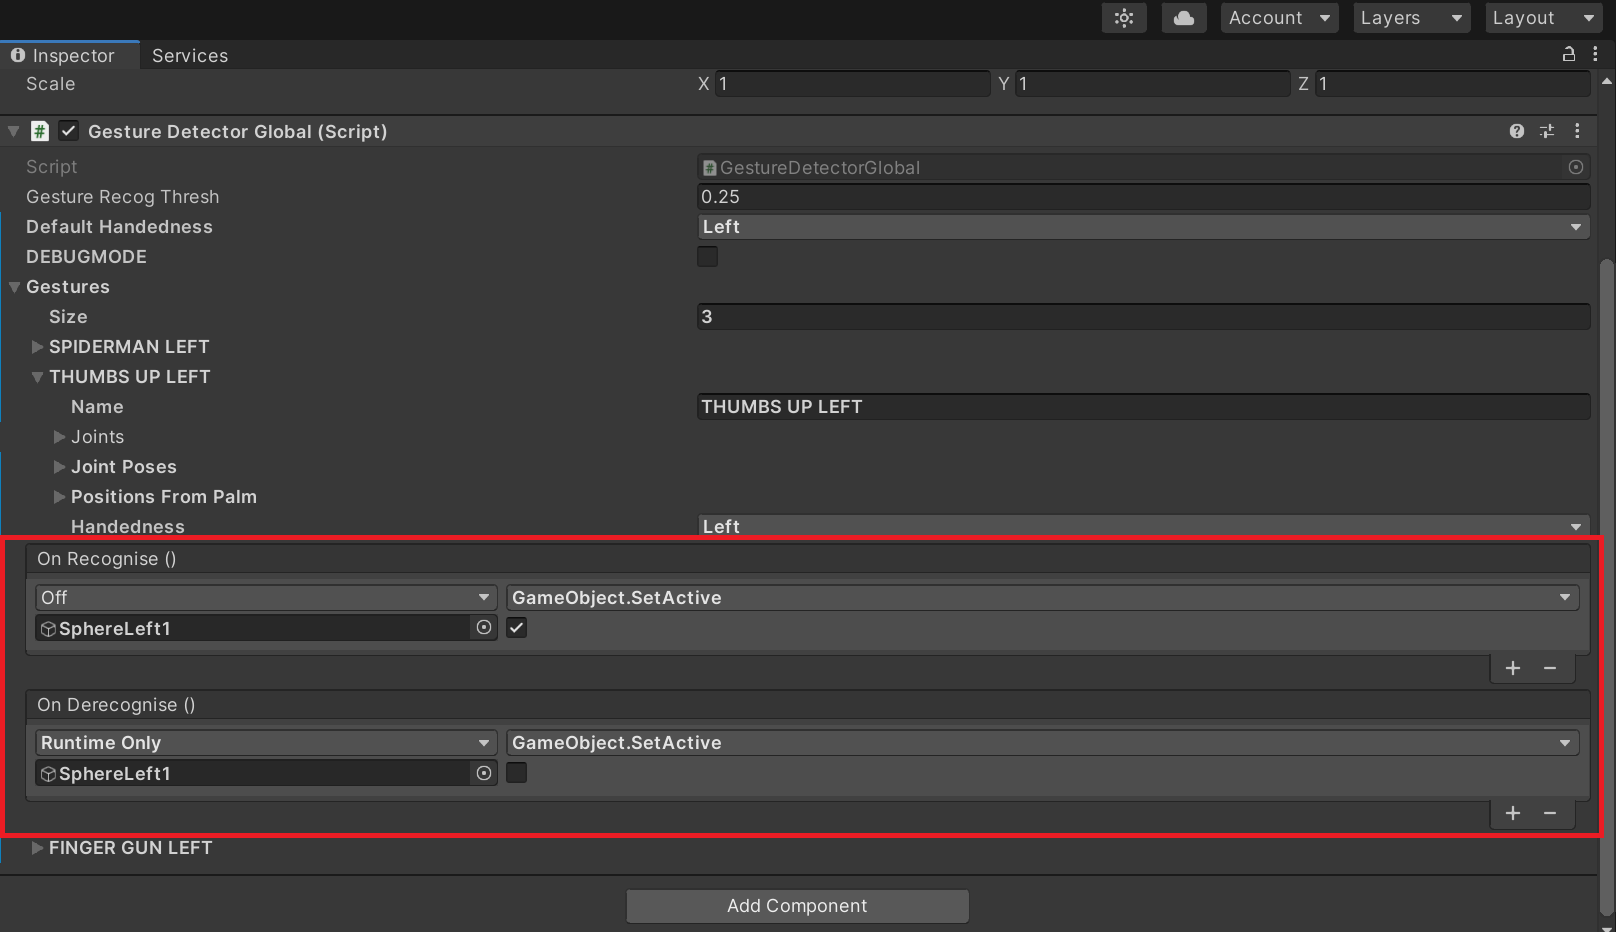 Account Layers Layout
Inspector Services
Scale X 1 Y 1 Z 1
# Gesture Detector Global (Script)
Script # GestureDetectorGlobal
Gesture Recog Thresh 0.25
Default Handedness Left
DEBUGMODE
Gestures
Size 3
SPIDERMAN LEFT
THUMBS UP LEFT
Name THUMBS UP LEFT
Joints
Joint Poses
Positions From Palm
Handedness Left
On Recognise ()
Off GameObject.SetActive
SphereLeft1
+ −
On Derecognise ()
Runtime Only GameObject.SetActive
SphereLeft1
+ −
FINGER GUN LEFT
Add Component